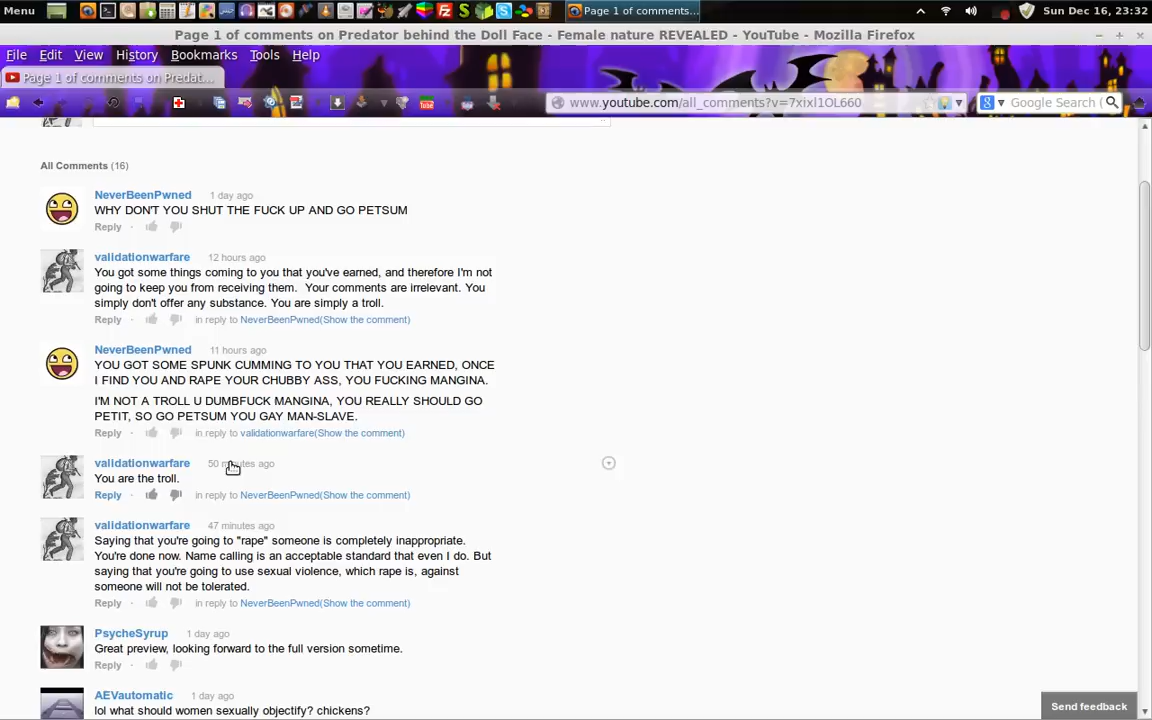 Menu
Page 1 of comments...
Sun Dec 16, 23:32
Page 1 of comments on Predator behind the Doll Face - Female nature REVEALED - YouTube - Mozilla Firefox
File Edit View History Bookmarks Tools Help
Page 1 of comments on Predat...
www.youtube.com/all_comments?v=7xixl1OL660
Google Search (
All Comments (16)
NeverBeenPwned 1 day ago
WHY DON'T YOU SHUT THE FUCK UP AND GO PETSUM
Reply ·
validationwarfare 12 hours ago
You got some things coming to you that you've earned, and therefore I'm not
going to keep you from receiving them. Your comments are irrelevant. You
simply don't offer any substance. You are simply a troll.
Reply · in reply to NeverBeenPwned(Show the comment)
NeverBeenPwned 11 hours ago
YOU GOT SOME SPUNK CUMMING TO YOU THAT YOU EARNED, ONCE
I FIND YOU AND RAPE YOUR CHUBBY ASS, YOU FUCKING MANGINA.
I'M NOT A TROLL U DUMBFUCK MANGINA, YOU REALLY SHOULD GO
PETIT, SO GO PETSUM YOU GAY MAN-SLAVE.
Reply · in reply to validationwarfare(Show the comment)
validationwarfare 50 minutes ago
You are the troll.
Reply · in reply to NeverBeenPwned(Show the comment)
validationwarfare 47 minutes ago
Saying that you're going to "rape" someone is completely inappropriate.
You're done now. Name calling is an acceptable standard that even I do. But
saying that you're going to use sexual violence, which rape is, against
someone will not be tolerated.
Reply · in reply to NeverBeenPwned(Show the comment)
PsycheSyrup 1 day ago
Great preview, looking forward to the full version sometime.
Reply ·
AEVautomatic 1 day ago
lol what should women sexually objectify? chickens?
Send feedback